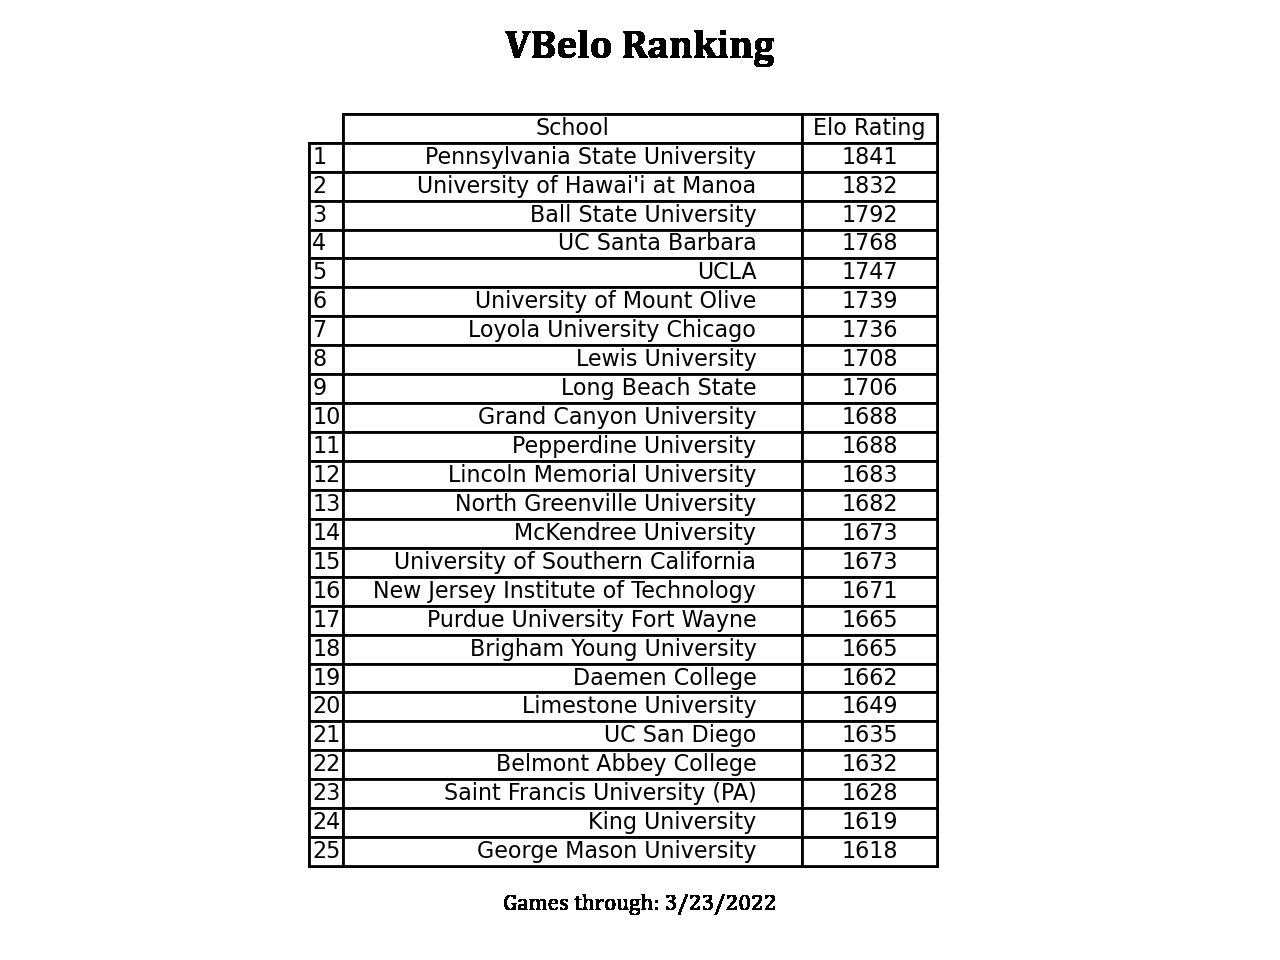 VBelo Ranking
School Elo Rating
1 Pennsylvania State University 1841
2 University of Hawai'i at Manoa 1832
3 Ball State University 1792
4 UC Santa Barbara 1768
5 UCLA 1747
6 University of Mount Olive 1739
7 Loyola University Chicago 1736
8 Lewis University 1708
9 Long Beach State 1706
10 Grand Canyon University 1688
11 Pepperdine University 1688
12 Lincoln Memorial University 1683
13 North Greenville University 1682
14 McKendree University 1673
15 University of Southern California 1673
16 New Jersey Institute of Technology 1671
17 Purdue University Fort Wayne 1665
18 Brigham Young University 1665
19 Daemen College 1662
20 Limestone University 1649
21 UC San Diego 1635
22 Belmont Abbey College 1632
23 Saint Francis University (PA) 1628
24 King University 1619
25 George Mason University 1618
Games through: 3/23/2022